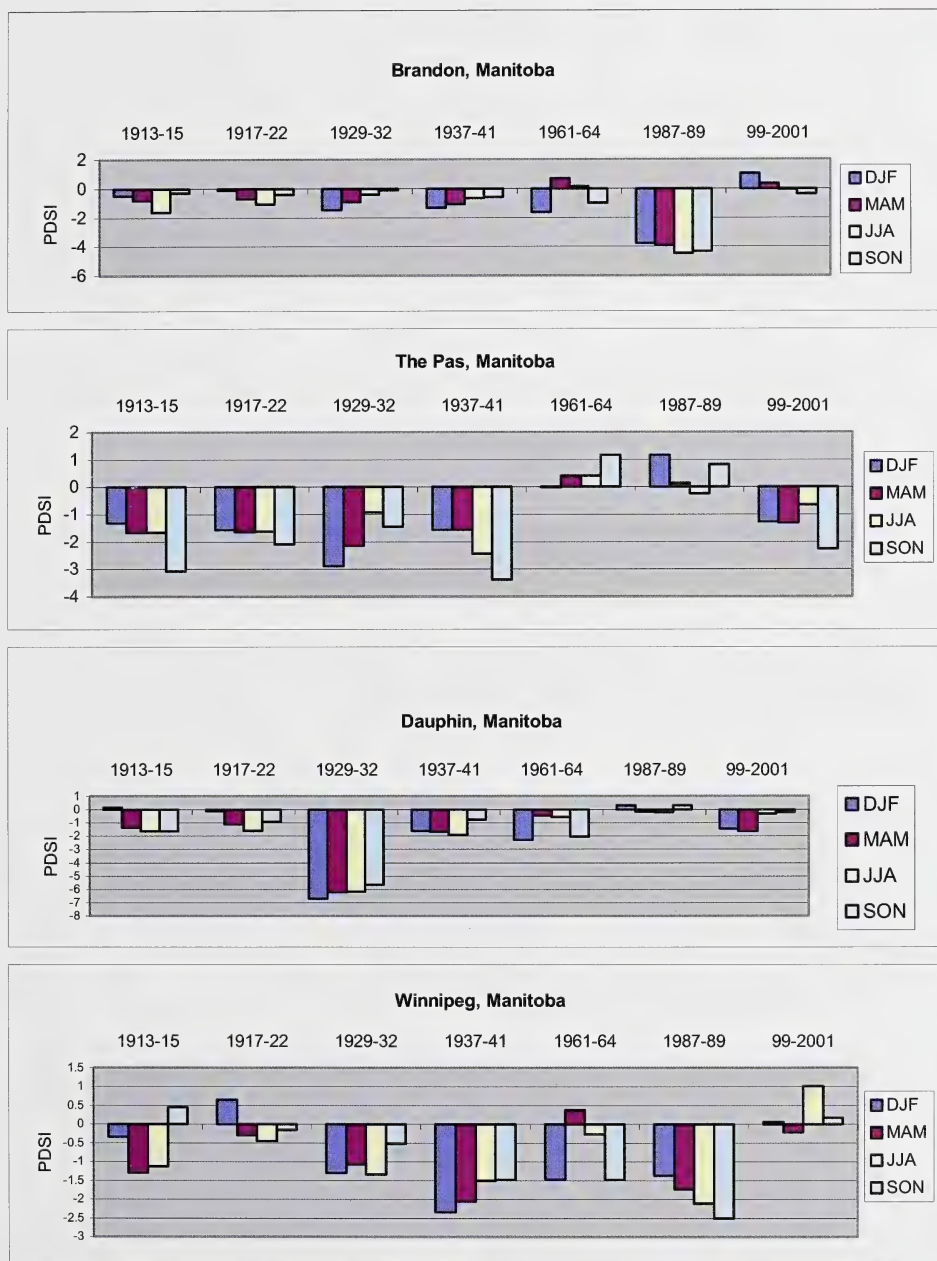 Brandon, Manitoba
1913-15 1917-22 1929-32 1937-41 1961-64 1987-89 99-2001
2
0
-2
-4
-6
PDSI
DJF
MAM
JJA
SON
The Pas, Manitoba
1913-15 1917-22 1929-32 1937-41 1961-64 1987-89 99-2001
2
1
0
-1
-2
-3
-4
PDSI
DJF
MAM
JJA
SON
Dauphin, Manitoba
1913-15 1917-22 1929-32 1937-41 1961-64 1987-89 99-2001
1
0
-1
-2
-3
-4
-5
-6
-7
-8
PDSI
DJF
MAM
JJA
SON
Winnipeg, Manitoba
1913-15 1917-22 1929-32 1937-41 1961-64 1987-89 99-2001
1.5
1
0.5
0
-0.5
-1
-1.5
-2
-2.5
-3
PDSI
DJF
MAM
JJA
SON